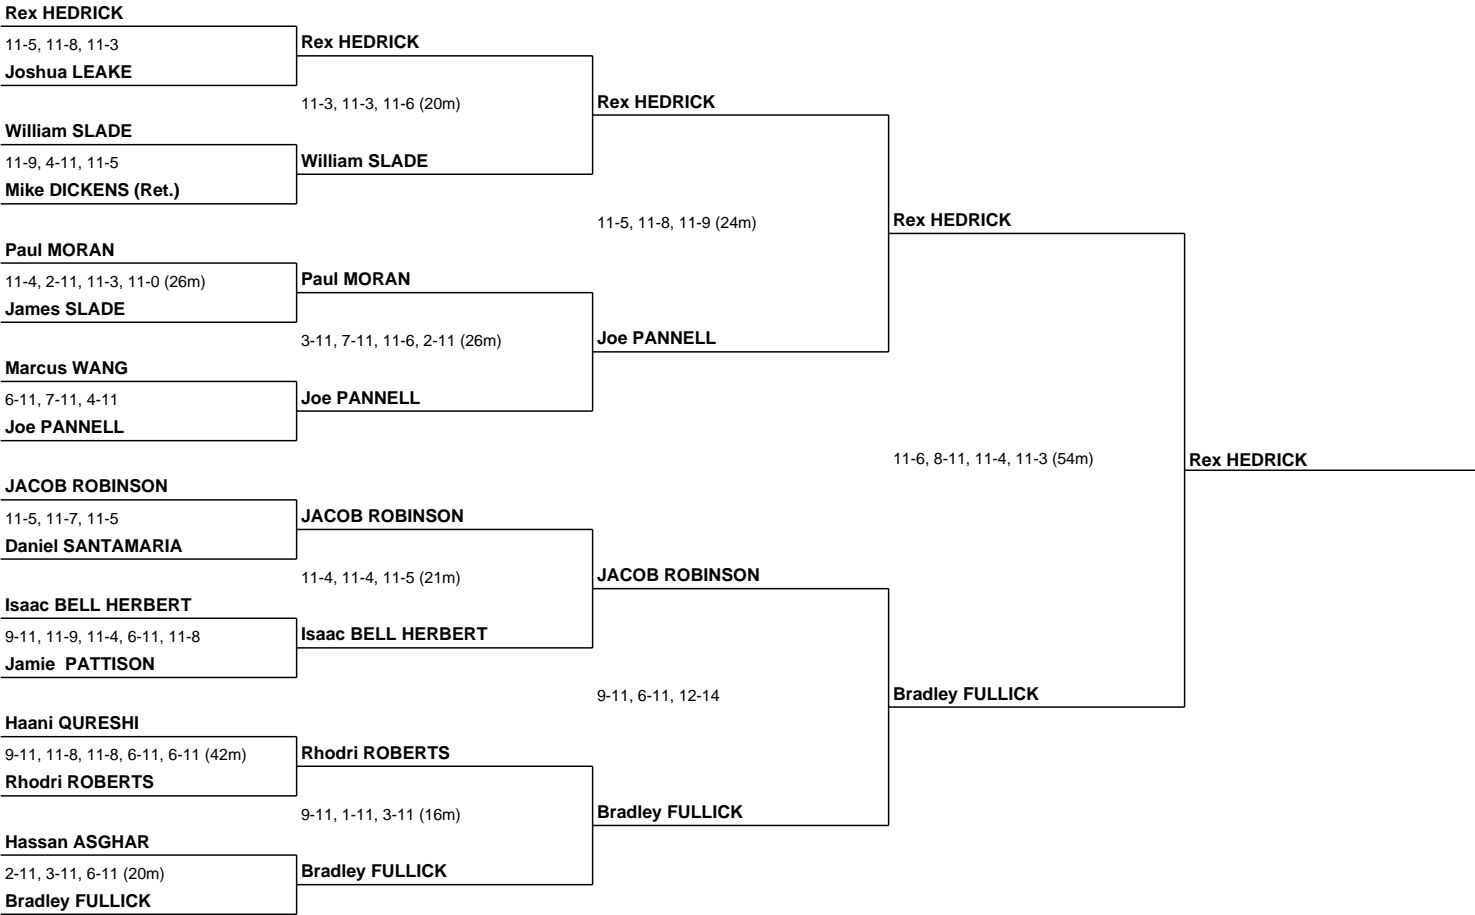 Rex HEDRICK
11-5, 11-8, 11-3
Joshua LEAKE
William SLADE
11-9, 4-11, 11-5
Mike DICKENS (Ret.)
Paul MORAN
11-4, 2-11, 11-3, 11-0 (26m)
James SLADE
Marcus WANG
6-11, 7-11, 4-11
Joe PANNELL
JACOB ROBINSON
11-5, 11-7, 11-5
Daniel SANTAMARIA
Isaac BELL HERBERT
9-11, 11-9, 11-4, 6-11, 11-8
Jamie  PATTISON
Haani QURESHI
9-11, 11-8, 11-8, 6-11, 6-11 (42m)
Rhodri ROBERTS
Hassan ASGHAR
2-11, 3-11, 6-11 (20m)
Bradley FULLICK
Rex HEDRICK
11-3, 11-3, 11-6 (20m)
William SLADE
Paul MORAN
3-11, 7-11, 11-6, 2-11 (26m)
Joe PANNELL
JACOB ROBINSON
11-4, 11-4, 11-5 (21m)
Isaac BELL HERBERT
Rhodri ROBERTS
9-11, 1-11, 3-11 (16m)
Bradley FULLICK
Rex HEDRICK
11-5, 11-8, 11-9 (24m)
Joe PANNELL
JACOB ROBINSON
9-11, 6-11, 12-14
Bradley FULLICK
Rex HEDRICK
11-6, 8-11, 11-4, 11-3 (54m)
Bradley FULLICK
Rex HEDRICK